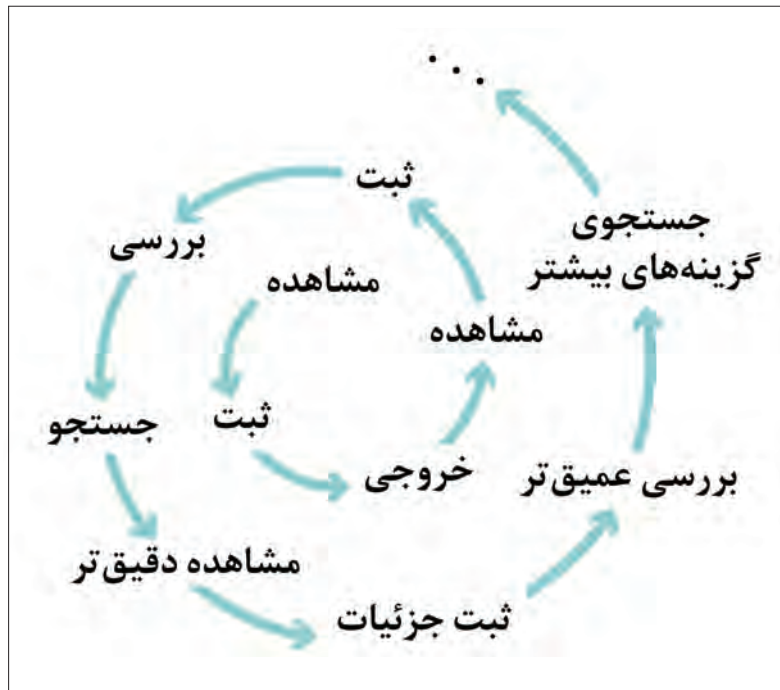 مشاهده
ثبت
خروجی
مشاهده
ثبت
بررسی
جستجو
مشاهده دقیق‌تر
ثبت جزئیات
بررسی عمیق‌تر
جستجوی
گزینه‌های بیشتر
...